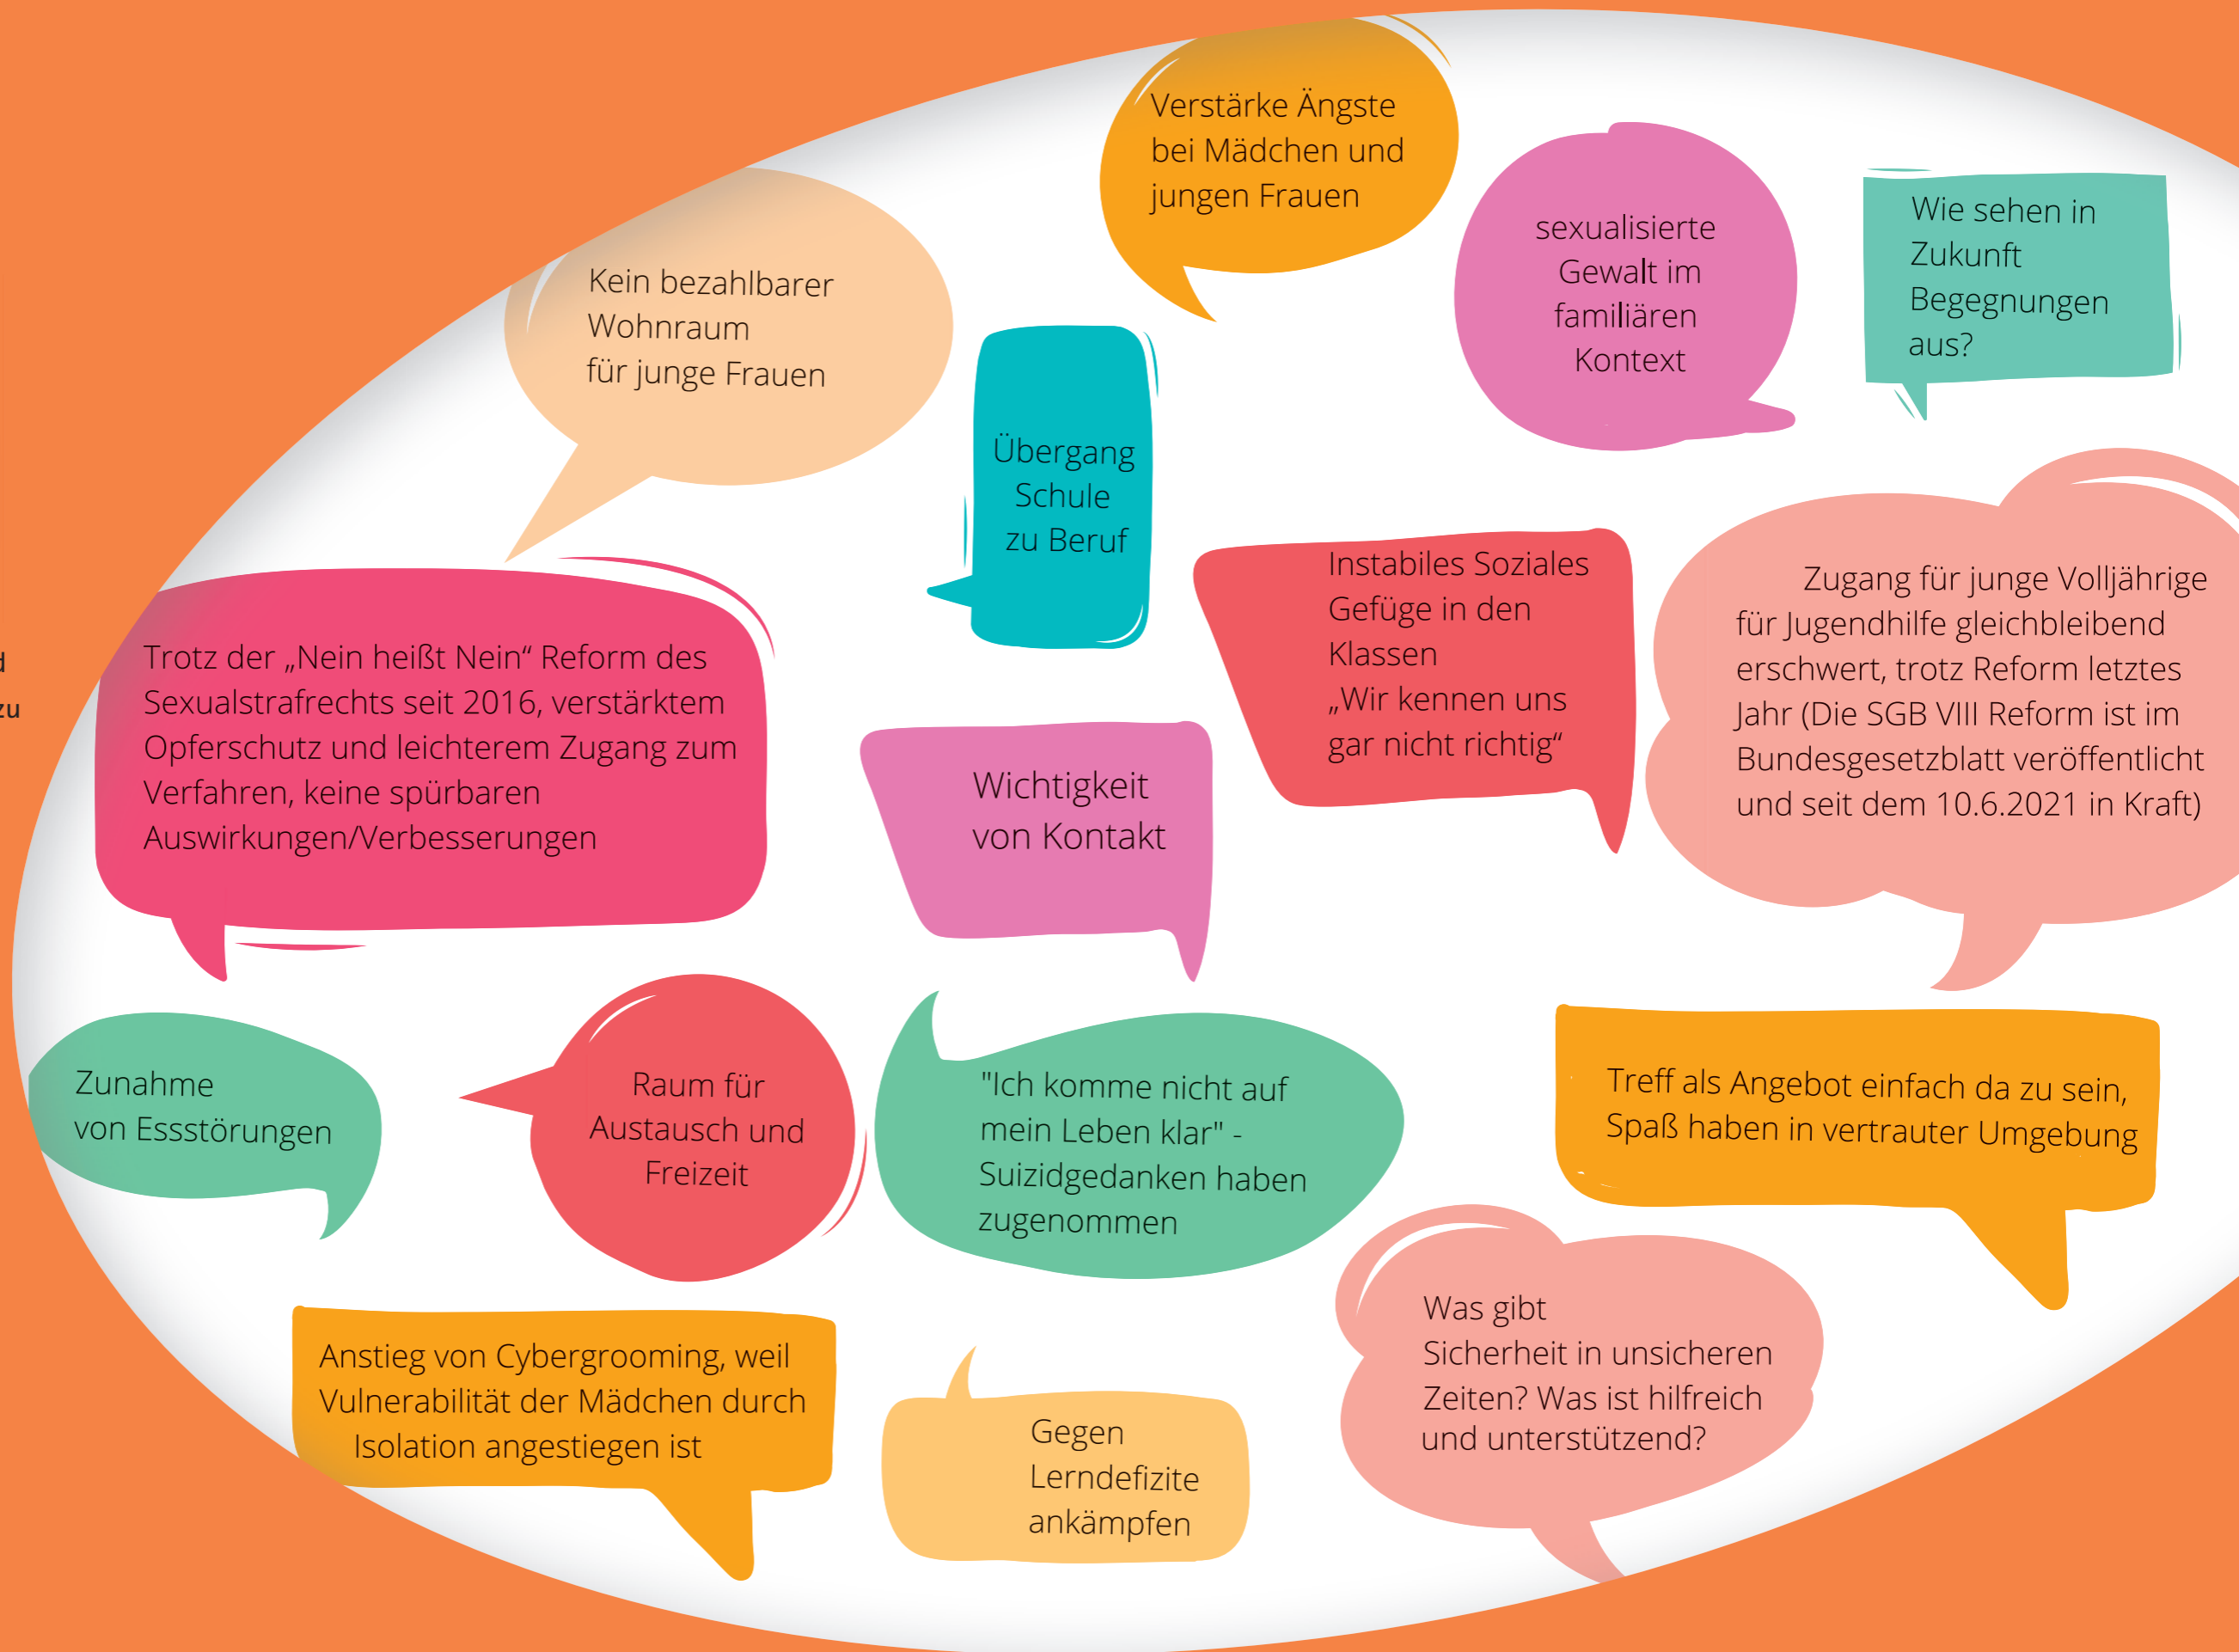 Verstärke Ängste
bei Mädchen und
jungen Frauen
sexualisierte
Gewalt im
familiären
Kontext
Wie sehen in
Zukunft
Begegnungen
aus?
Kein bezahlbarer
Wohnraum
für junge Frauen
Übergang
Schule
zu Beruf
Instabiles Soziales
Gefüge in den
Klassen
„Wir kennen uns
gar nicht richtig“
Zugang für junge Volljährige
für Jugendhilfe gleichbleibend
erschwert, trotz Reform letztes
Jahr (Die SGB VIII Reform ist im
Bundesgesetzblatt veröffentlicht
und seit dem 10.6.2021 in Kraft)
Trotz der „Nein heißt Nein“ Reform des
Sexualstrafrechts seit 2016, verstärktem
Opferschutz und leichterem Zugang zum
Verfahren, keine spürbaren
Auswirkungen/Verbesserungen
Wichtigkeit
von Kontakt
Zunahme
von Essstörungen
Raum für
Austausch und
Freizeit
"Ich komme nicht auf
mein Leben klar" -
Suizidgedanken haben
zugenommen
Treff als Angebot einfach da zu sein,
Spaß haben in vertrauter Umgebung
Anstieg von Cybergrooming, weil
Vulnerabilität der Mädchen durch
Isolation angestiegen ist
Gegen
Lerndefizite
ankämpfen
Was gibt
Sicherheit in unsicheren
Zeiten? Was ist hilfreich
und unterstützend?